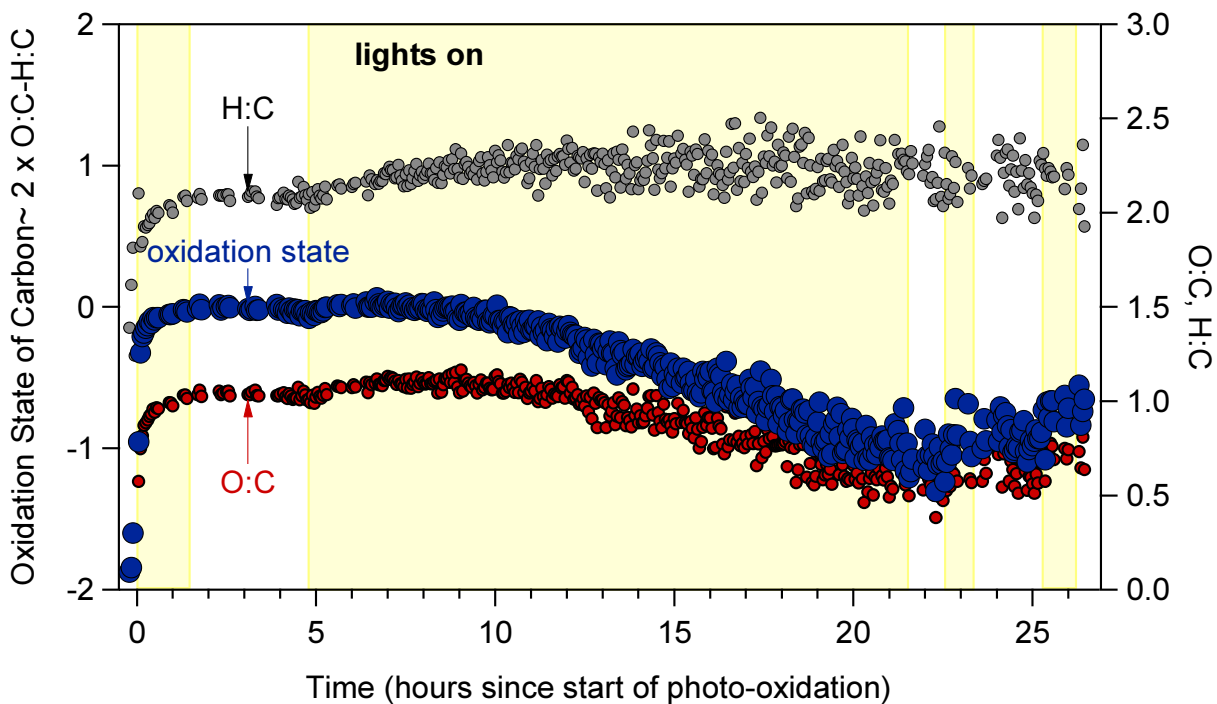 Oxidation State of Carbon~ 2 x O:C-H:C
2
1
0
-1
-2
lights on
H:C
oxidation state
O:C
3.0
2.5
2.0
1.5
1.0
0.5
0.0
O:C, H:C
0 5 10 15 20 25
Time (hours since start of photo-oxidation)